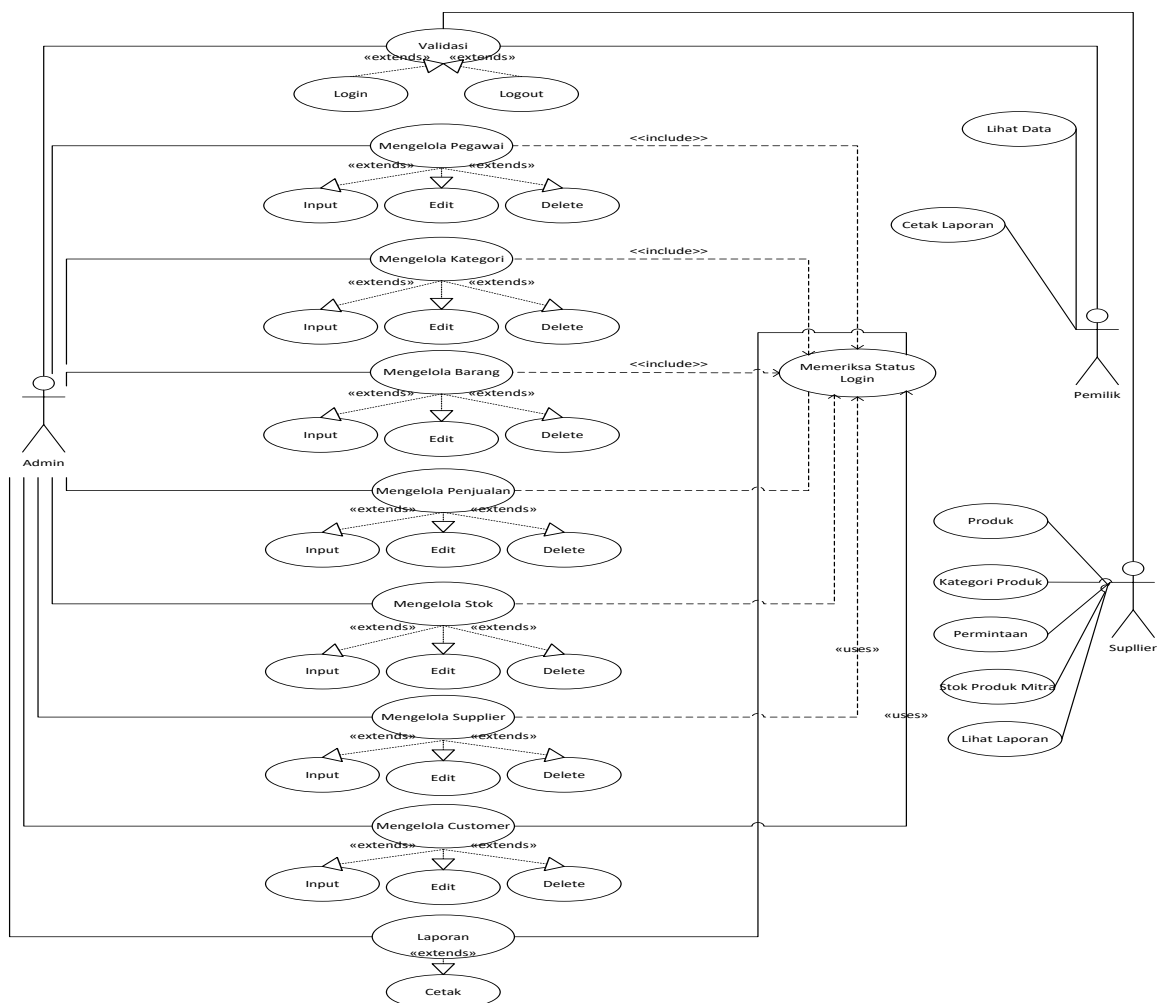 Validasi
«extends»
«extends»
Login
Logout
Lihat Data
Mengelola Pegawai
<<include>>
«extends»
«extends»
Input
Edit
Delete
Cetak Laporan
Mengelola Kategori
<<include>>
«extends»
«extends»
Input
Edit
Delete
Mengelola Barang
<<include>>
Memeriksa Status
Login
«extends»
«extends»
Pemilik
Input
Edit
Delete
Admin
Mengelola Penjualan
«extends»
«extends»
Input
Edit
Delete
Produk
Kategori Produk
Mengelola Stok
«extends»
«extends»
Permintaan
Supllier
«uses»
Input
Edit
Delete
Stok Produk Mitra
Mengelola Supplier
«uses»
«extends»
«extends»
Lihat Laporan
Input
Edit
Delete
Mengelola Customer
«extends»
«extends»
Input
Edit
Delete
Laporan
«extends»
Cetak